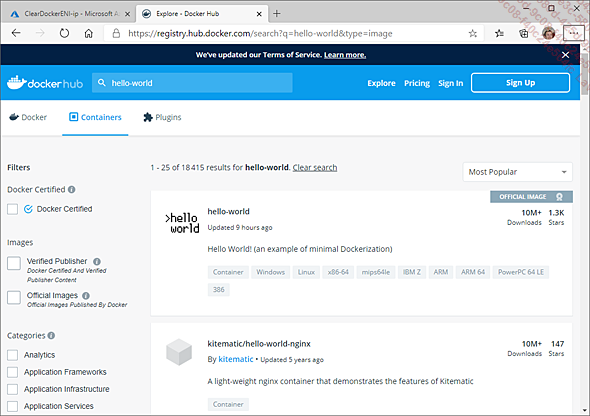 ClearDockerENI-ip - Microsoft A
Explore - Docker Hub
https://registry.hub.docker.com/search?q=hello-world&type=image
We've updated our Terms of Service. Learn more.
docker hub
hello-world
Explore Pricing Sign In Sign Up
Docker Containers Plugins
Filters
1 - 25 of 18 415 results for hello-world. Clear search
Most Popular
Docker Certified
Docker Certified
Images
Verified Publisher
Docker Certified And Verified
Publisher Content
Official Images
Official Images Published By Docker
Categories
Analytics
Application Frameworks
Application Infrastructure
Application Services
OFFICIAL IMAGE
>hello
world
hello-world
Updated 9 hours ago
10M+ 1.3K
Downloads Stars
Hello World! (an example of minimal Dockerization)
Container Windows Linux x86-64 mips64le IBM Z ARM ARM 64 PowerPC 64 LE
386
kitematic/hello-world-nginx
By kitematic • Updated 5 years ago
10M+ 147
Downloads Stars
A light-weight nginx container that demonstrates the features of Kitematic
Container